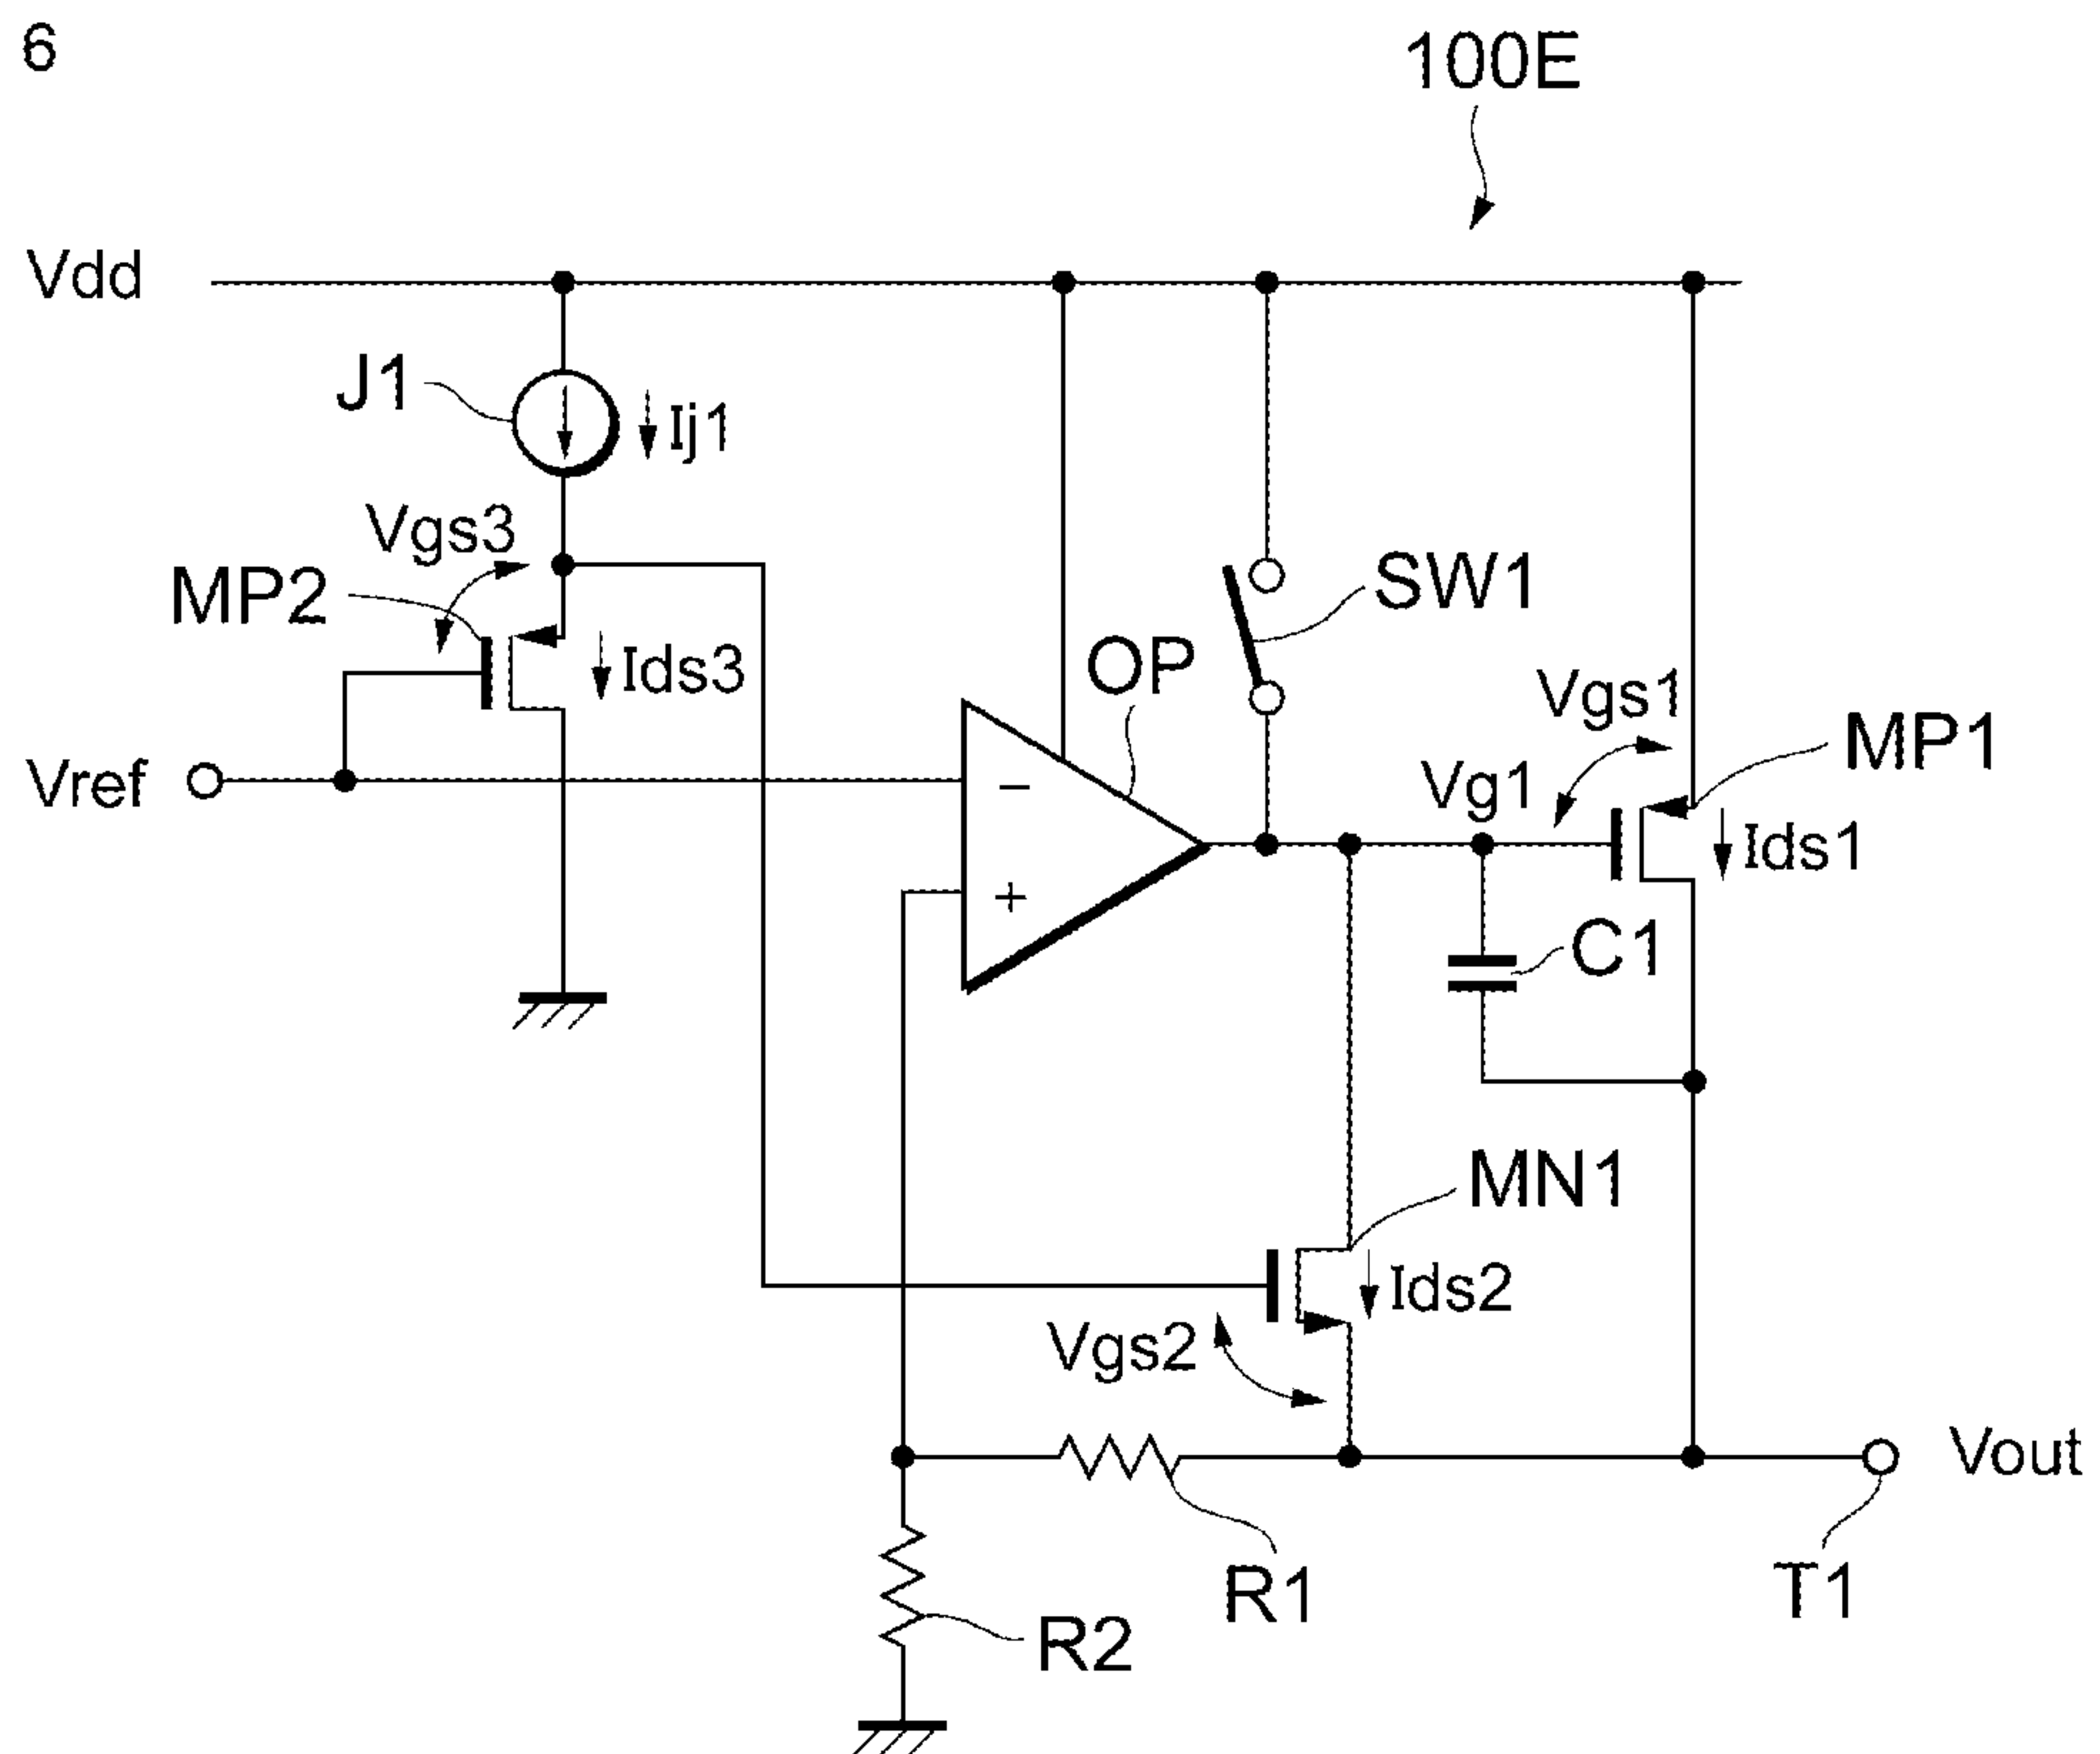 6
100E
Vdd
J1
Ij1
Vgs3
MP2
Ids3
OP
SW1
Vgs1
MP1
Vref
Vg1
Ids1
−
+
C1
MN1
Ids2
Vgs2
Vout
R1
T1
R2